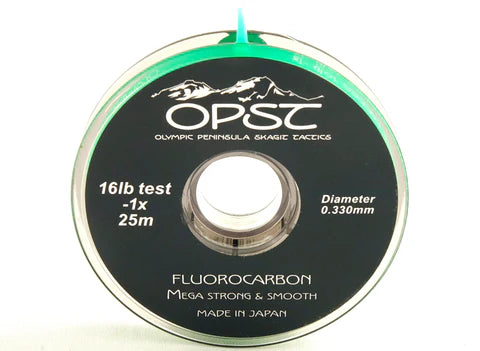 OPST
OLYMPIC PENINSULA SKAGIT TACTICS
16lb test
-1x
25m
Diameter
0.330mm
FLUOROCARBON
MEGA STRONG & SMOOTH
MADE IN JAPAN